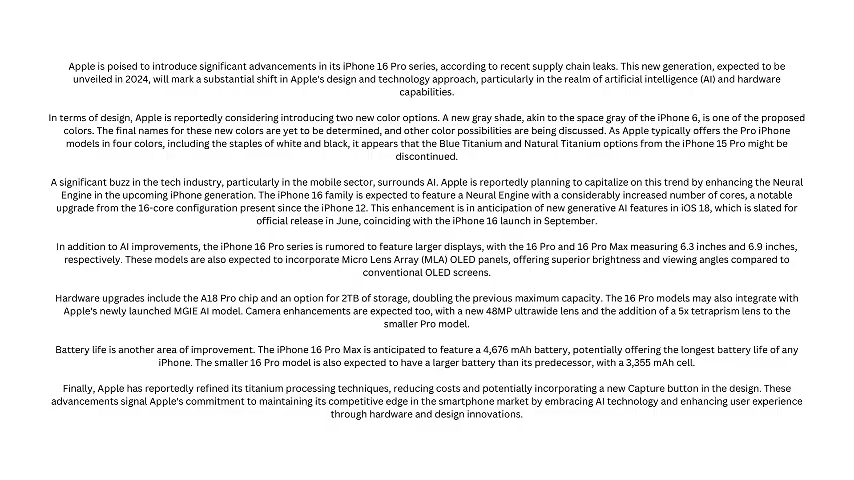 Apple is poised to introduce significant advancements in its iPhone 16 Pro series, according to recent supply chain leaks. This new generation, expected to be
unveiled in 2024, will mark a substantial shift in Apple's design and technology approach, particularly in the realm of artificial intelligence (AI) and hardware
capabilities.
In terms of design, Apple is reportedly considering introducing two new color options. A new gray shade, akin to the space gray of the iPhone 6, is one of the proposed
colors. The final names for these new colors are yet to be determined, and other color possibilities are being discussed. As Apple typically offers the Pro iPhone
models in four colors, including the staples of white and black, it appears that the Blue Titanium and Natural Titanium options from the iPhone 15 Pro might be
discontinued.
A significant buzz in the tech industry, particularly in the mobile sector, surrounds AI. Apple is reportedly planning to capitalize on this trend by enhancing the Neural
Engine in the upcoming iPhone generation. The iPhone 16 family is expected to feature a Neural Engine with a considerably increased number of cores, a notable
upgrade from the 16-core configuration present since the iPhone 12. This enhancement is in anticipation of new generative AI features in iOS 18, which is slated for
official release in June, coinciding with the iPhone 16 launch in September.
In addition to AI improvements, the iPhone 16 Pro series is rumored to feature larger displays, with the 16 Pro and 16 Pro Max measuring 6.3 inches and 6.9 inches,
respectively. These models are also expected to incorporate Micro Lens Array (MLA) OLED panels, offering superior brightness and viewing angles compared to
conventional OLED screens.
Hardware upgrades include the A18 Pro chip and an option for 2TB of storage, doubling the previous maximum capacity. The 16 Pro models may also integrate with
Apple's newly launched MGIE AI model. Camera enhancements are expected too, with a new 48MP ultrawide lens and the addition of a 5x tetraprism lens to the
smaller Pro model.
Battery life is another area of improvement. The iPhone 16 Pro Max is anticipated to feature a 4,676 mAh battery, potentially offering the longest battery life of any
iPhone. The smaller 16 Pro model is also expected to have a larger battery than its predecessor, with a 3,355 mAh cell.
Finally, Apple has reportedly refined its titanium processing techniques, reducing costs and potentially incorporating a new Capture button in the design. These
advancements signal Apple's commitment to maintaining its competitive edge in the smartphone market by embracing AI technology and enhancing user experience
through hardware and design innovations.